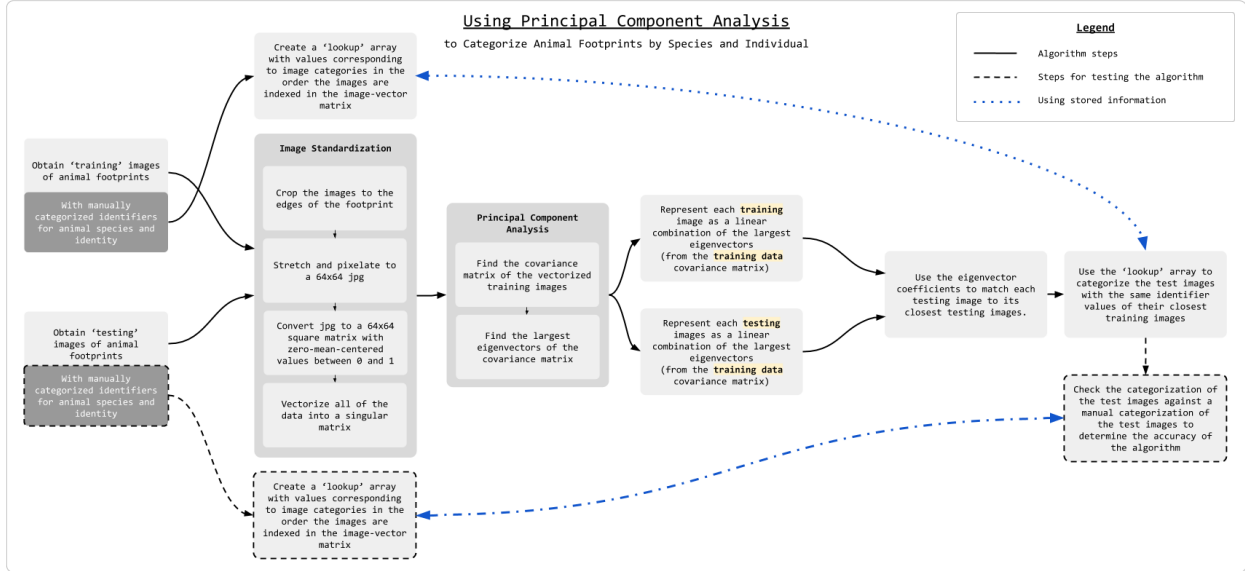 Using Principal Component Analysis
to Categorize Animal Footprints by Species and Individual
Legend
Algorithm steps
Steps for testing the algorithm
Using stored information
Create a ‘lookup’ array
with values corresponding
to image categories in the
order the images are
indexed in the image-vector
matrix
Obtain ‘training’ images
of animal footprints
With manually
categorized identifiers
for animal species and
identity
Obtain ‘testing’
images of animal
footprints
With manually
categorized identifiers
for animal species and
identity
Image Standardization
Crop the images to the
edges of the footprint
Stretch and pixelate to
a 64x64 jpg
Convert jpg to a 64x64
square matrix with
zero-mean-centered
values between 0 and 1
Vectorize all of the
data into a singular
matrix
Create a ‘lookup’ array
with values corresponding
to image categories in the
order the images are
indexed in the image-vector
matrix
Principal Component
Analysis
Find the covariance
matrix of the vectorized
training images
Find the largest
eigenvectors of the
covariance matrix
Represent each training
image as a linear
combination of the largest
eigenvectors
(from the training data
covariance matrix)
Represent each testing
images as a linear
combination of the largest
eigenvectors
(from the training data
covariance matrix)
Use the eigenvector
coefficients to match each
testing image to its
closest testing images.
Use the ‘lookup’ array to
categorize the test images
with the same identifier
values of their closest
training images
Check the categorization of
the test images against a
manual categorization of
the test images to
determine the accuracy of
the algorithm